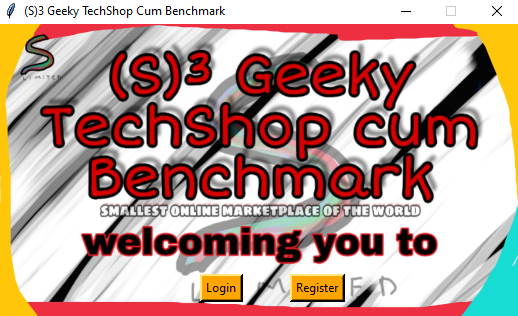 (S)3 Geeky TechShop Cum Benchmark
LIMITED
(S)³ Geeky
TechShop cum
Benchmark
SMALLEST ONLINE MARKETPLACE OF THE WORLD
welcoming you to
Login
Register